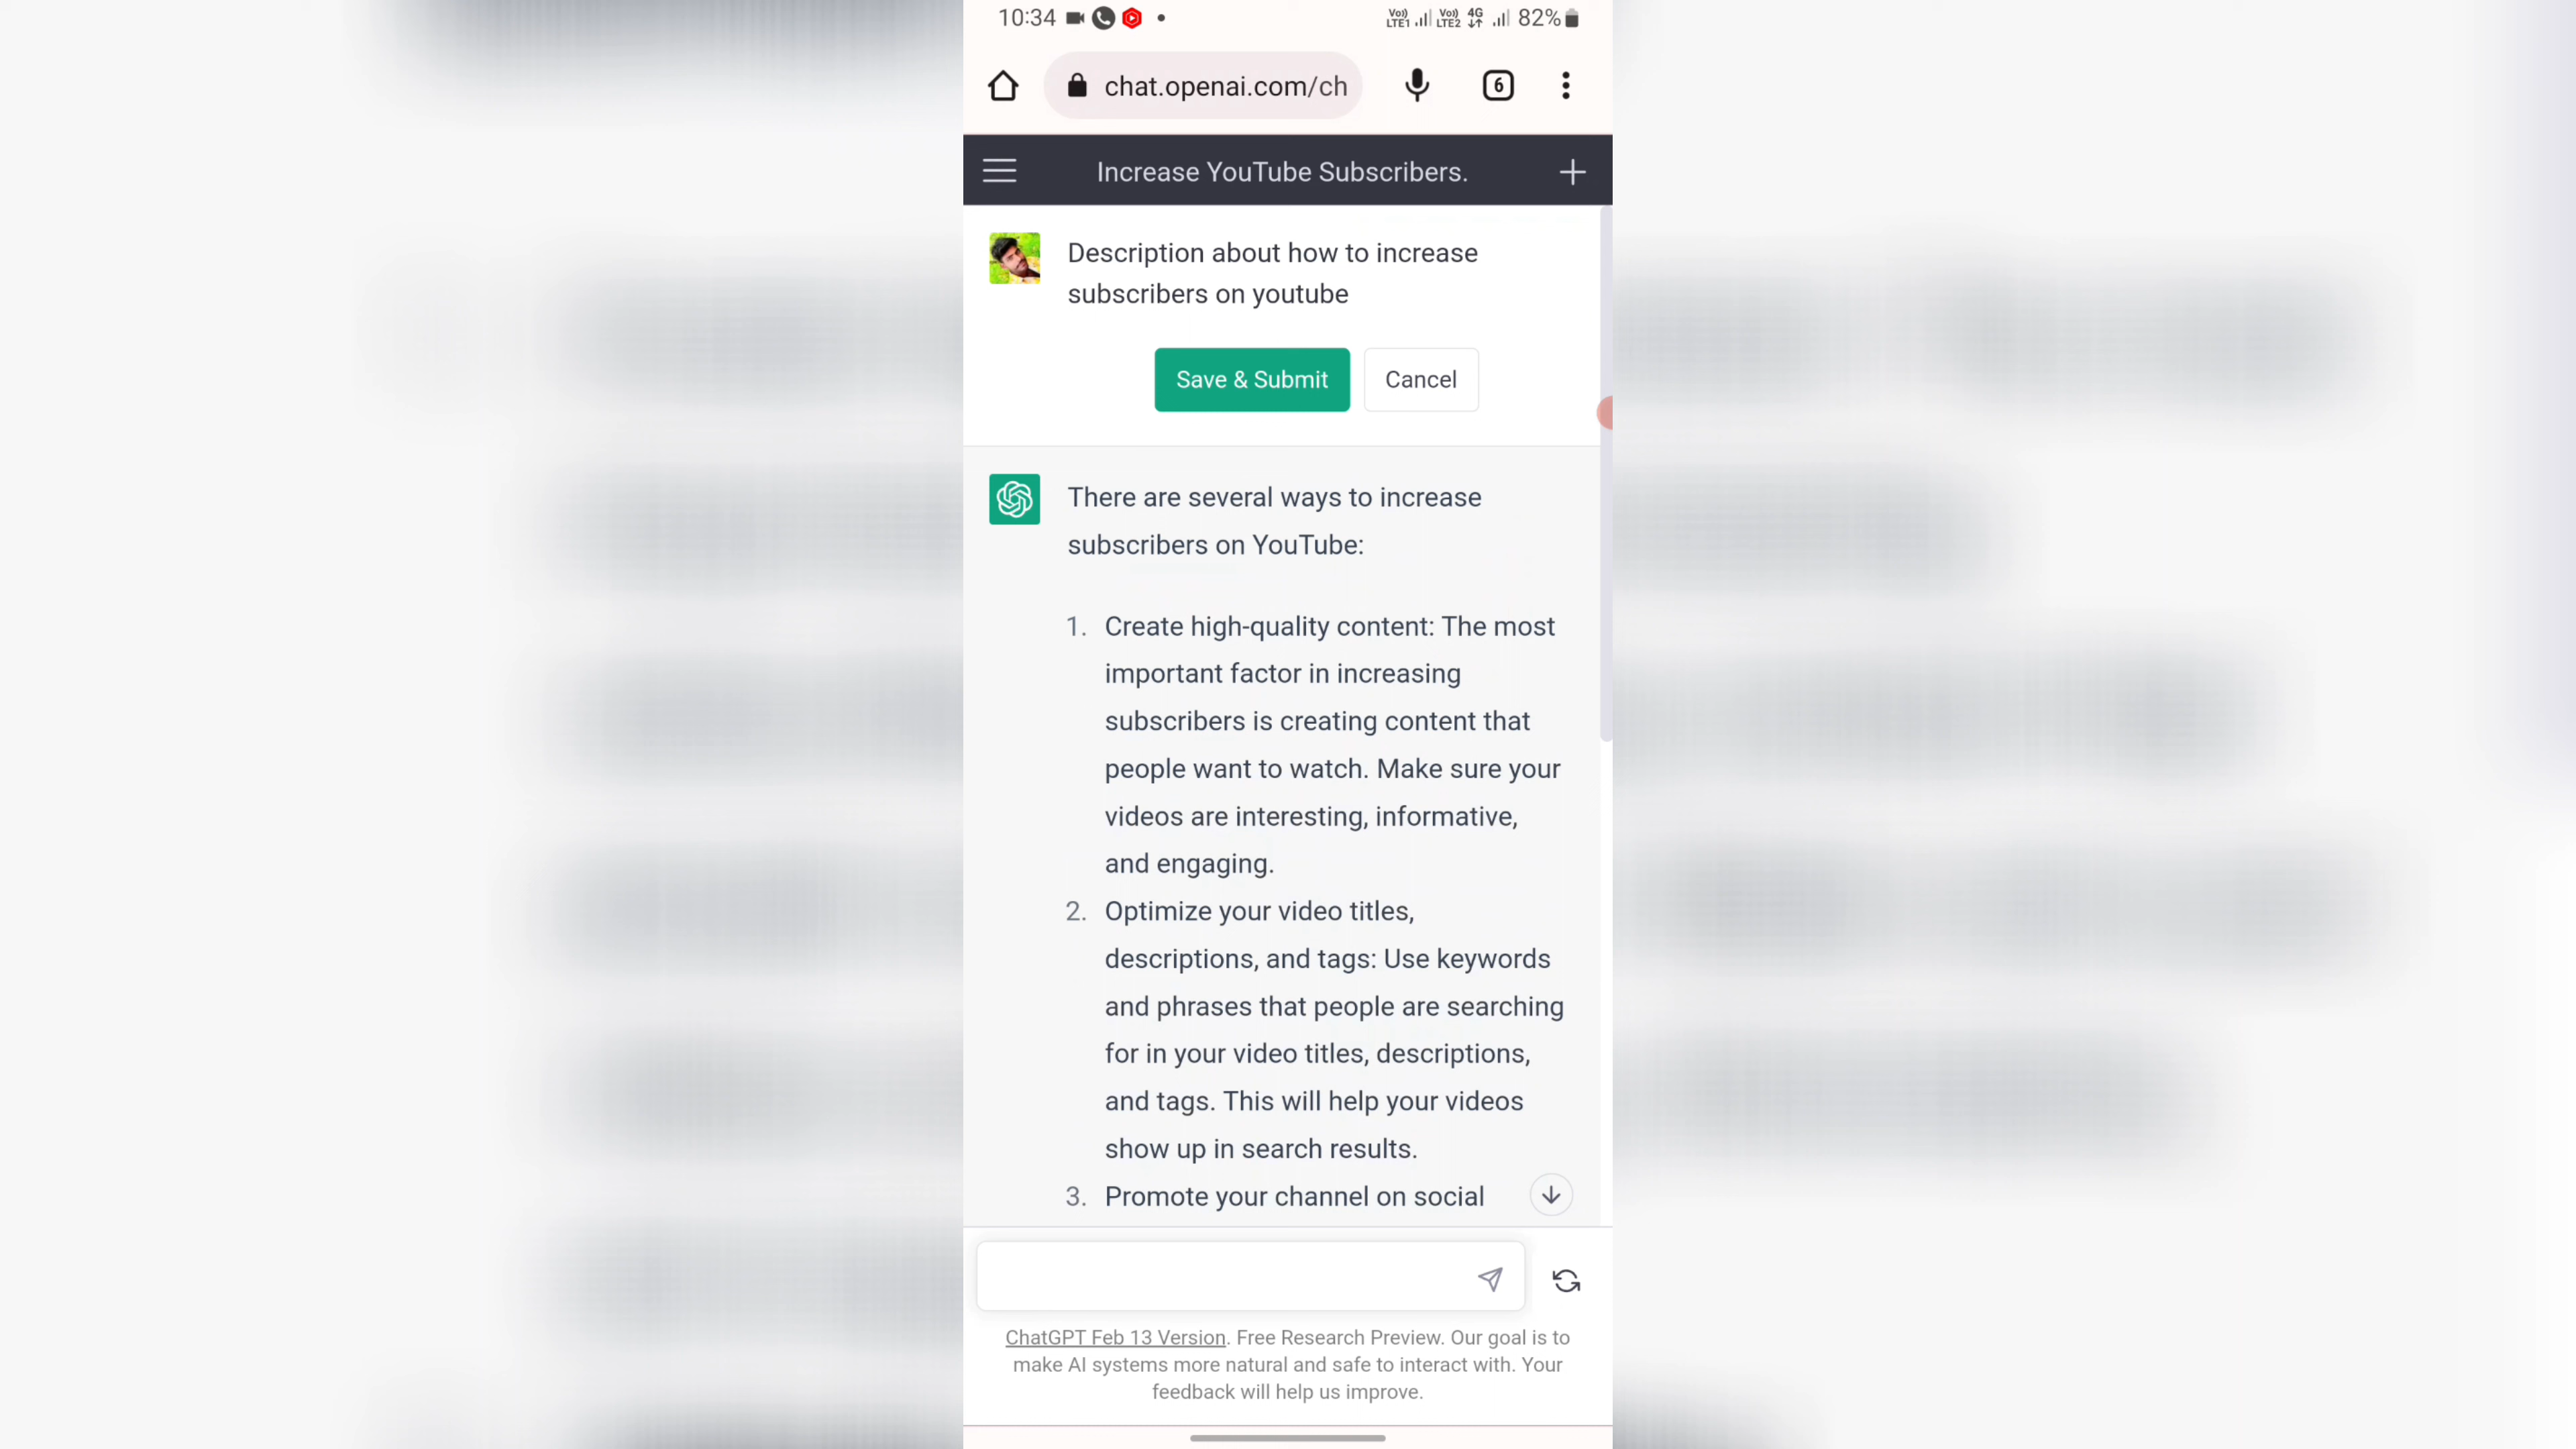 10:34
Vo)) LTE1 Vo)) LTE2 4G 82%
chat.openai.com/ch
6
Increase YouTube Subscribers.
Description about how to increase
subscribers on youtube
Save & Submit
Cancel
There are several ways to increase
subscribers on YouTube:
1. Create high-quality content: The most
important factor in increasing
subscribers is creating content that
people want to watch. Make sure your
videos are interesting, informative,
and engaging.
2. Optimize your video titles,
descriptions, and tags: Use keywords
and phrases that people are searching
for in your video titles, descriptions,
and tags. This will help your videos
show up in search results.
3. Promote your channel on social
ChatGPT Feb 13 Version. Free Research Preview. Our goal is to
make AI systems more natural and safe to interact with. Your
feedback will help us improve.